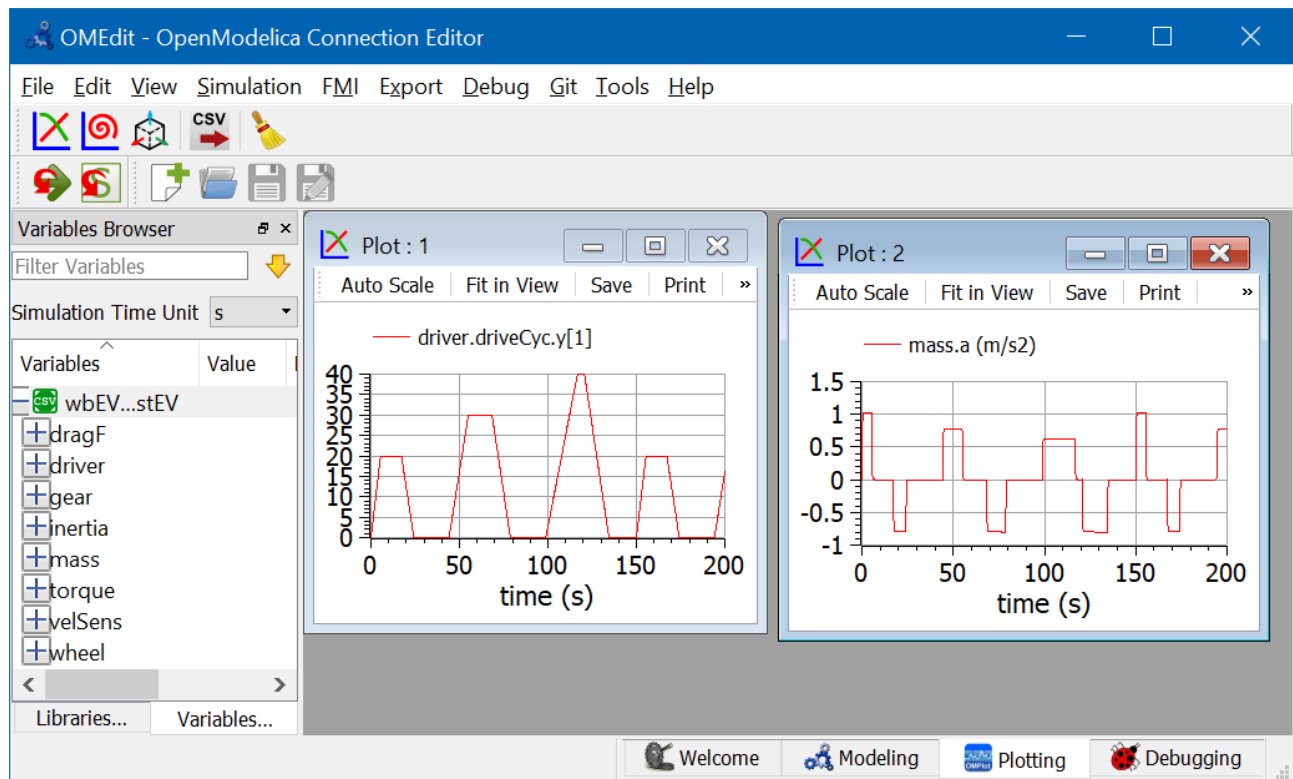 OMEdit - OpenModelica Connection Editor
File Edit View Simulation FMI Export Debug Git Tools Help
CSV
Variables Browser
Filter Variables
Simulation Time Unit s
Variables Value
CSV wbEV...stEV
dragF
driver
gear
inertia
mass
torque
velSens
wheel
Libraries... Variables...
Plot : 1
Auto Scale Fit in View Save Print »
driver.driveCyc.y[1]
40
35
30
25
20
15
10
5
0
0 50 100 150 200
time (s)
Plot : 2
Auto Scale Fit in View Save Print »
mass.a (m/s2)
1.5
1
0.5
0
-0.5
-1
0 50 100 150 200
time (s)
Welcome Modeling OMPlot Plotting Debugging